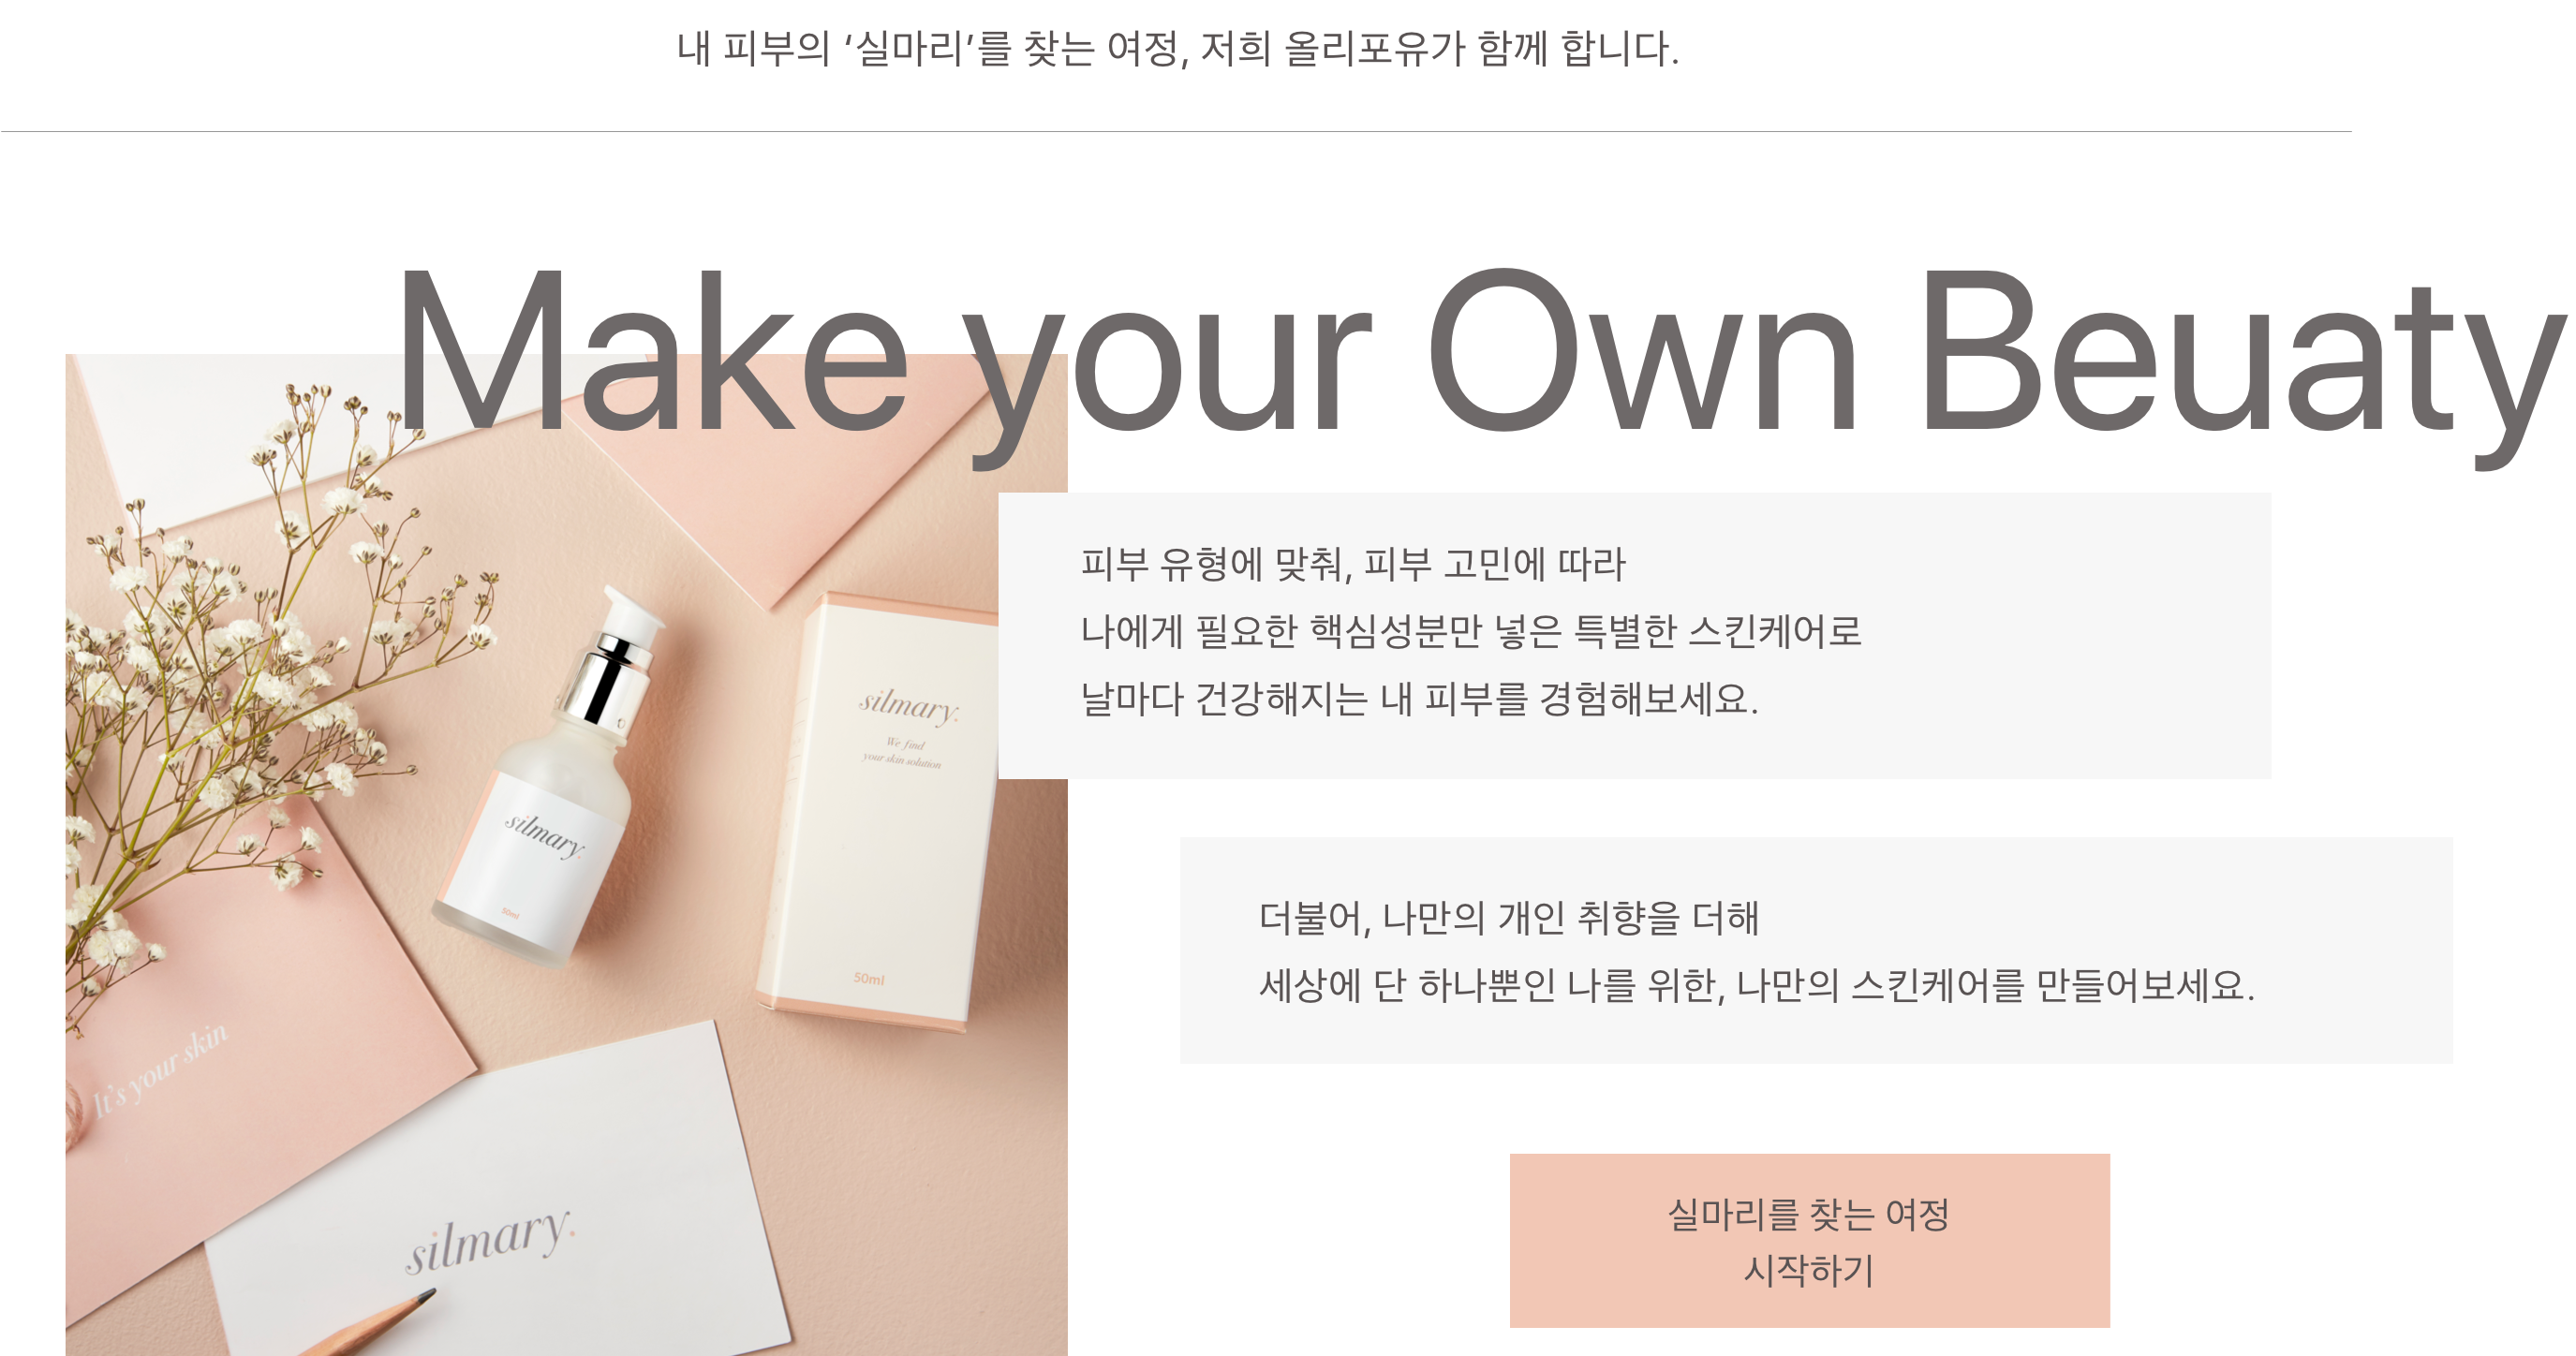 내 피부의 ‘실마리’를 찾는 여정, 저희 올리포유가 함께 합니다.
Make your Own Beuaty
피부 유형에 맞춰, 피부 고민에 따라
나에게 필요한 핵심성분만 넣은 특별한 스킨케어로
날마다 건강해지는 내 피부를 경험해보세요.
silmary.
We find
your skin solution
50ml
silmary.
50ml
더불어, 나만의 개인 취향을 더해
세상에 단 하나뿐인 나를 위한, 나만의 스킨케어를 만들어보세요.
It's your skin
silmary.
실마리를 찾는 여정
시작하기